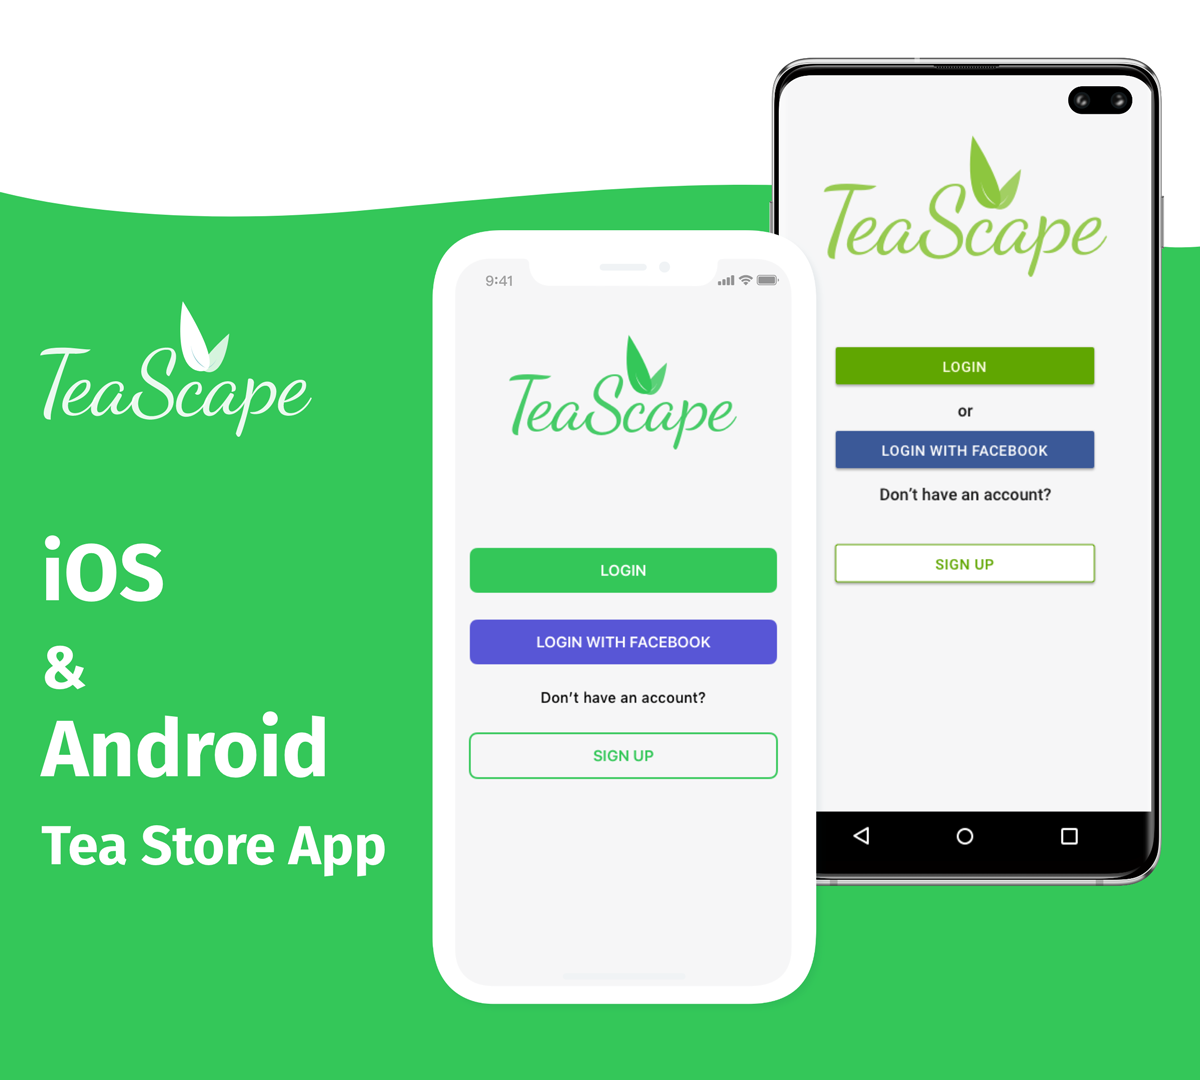 TeaScape
iOS
&
Android
Tea Store App
9:41
TeaScape
LOGIN
LOGIN WITH FACEBOOK
Don't have an account?
SIGN UP
TeaScape
LOGIN
or
LOGIN WITH FACEBOOK
Don't have an account?
SIGN UP